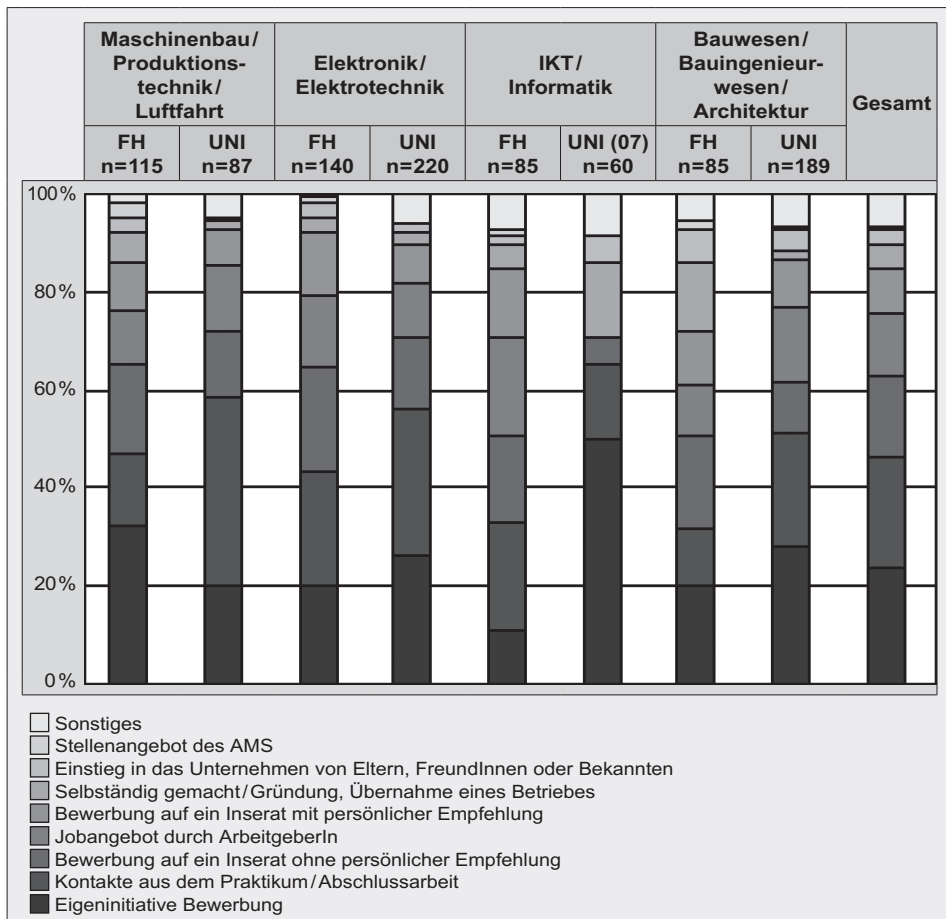 Maschinenbau/
Produktions-
technik/
Luftfahrt
Elektronik/
Elektrotechnik
IKT/
Informatik
Bauwesen/
Bauingenieur-
wesen/
Architektur
Gesamt
FH
n=115
UNI
n=87
FH
n=140
UNI
n=220
FH
n=85
UNI (07)
n=60
FH
n=85
UNI
n=189
100%
80%
60%
40%
20%
0%
Sonstiges
Stellenangebot des AMS
Einstieg in das Unternehmen von Eltern, FreundInnen oder Bekannten
Selbständig gemacht/Gründung, Übernahme eines Betriebes
Bewerbung auf ein Inserat mit persönlicher Empfehlung
Jobangebot durch ArbeitgeberIn
Bewerbung auf ein Inserat ohne persönlicher Empfehlung
Kontakte aus dem Praktikum/Abschlussarbeit
Eigeninitiative Bewerbung